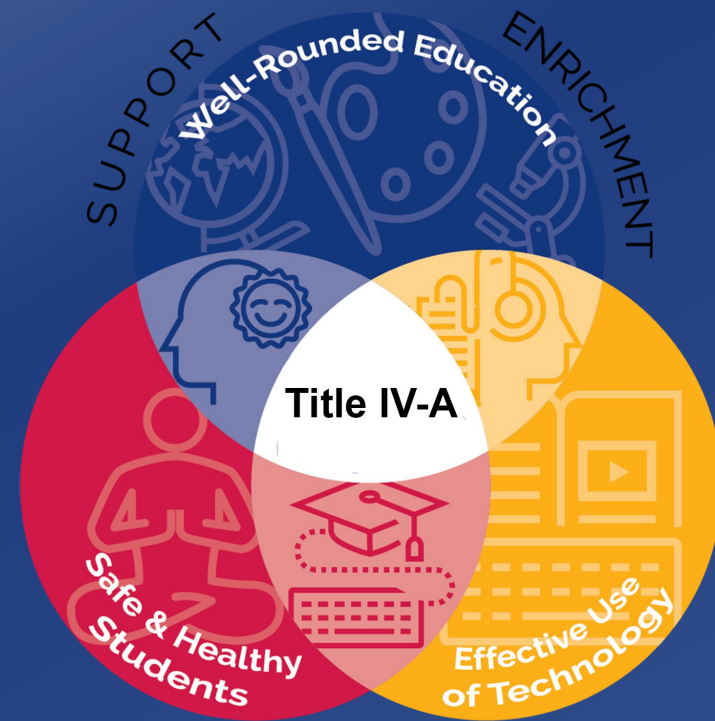 SUPPORT
ENRICHMENT
Well-Rounded Education
Title IV-A
Safe & Healthy
Students
Effective Use
of Technology